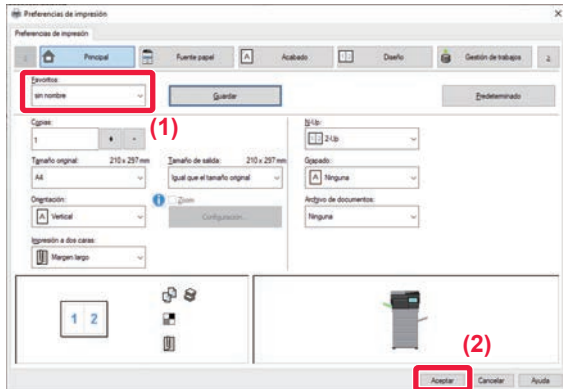 Preferencias de impresión
Preferencias de impresión
Principal
Fuente papel
Acabado
Diseño
Gestión de trabajos
Favoritos:
sin nombre
Guardar
Predeterminado
(1)
Copias:
1
+ -
N-Up:
1 2 2-Up
Tamaño original: 210 x 297 mm
Tamaño de salida: 210 x 297 mm
Grapado:
A4
Igual que el tamaño original
A Ninguna
Orientación:
Zoom
Archivo de documentos:
A Vertical
Configuración...
Ninguna
Impresión a dos caras:
Margen largo
1 2
(2)
Aceptar Cancelar Ayuda